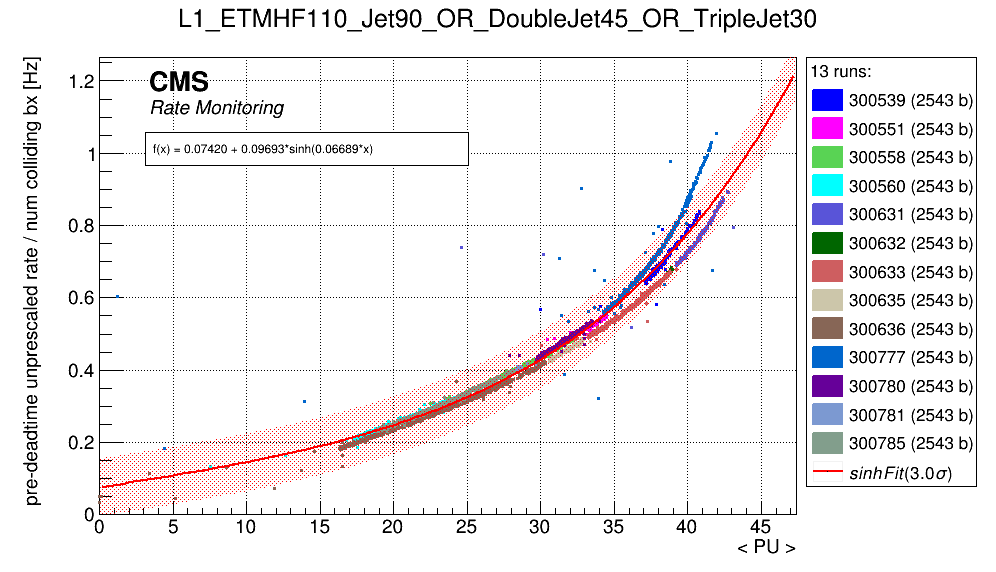 L1_ETMHF110_Jet90_OR_DoubleJet45_OR_TripleJet30
pre-deadtime unprescaled rate / num colliding bx [Hz]
CMS
Rate Monitoring
f(x) = 0.07420 + 0.09693*sinh(0.06689*x)
1.2
1
0.8
0.6
0.4
0.2
0
0 5 10 15 20 25 30 35 40 45
< PU >
13 runs:
300539 (2543 b)
300551 (2543 b)
300558 (2543 b)
300560 (2543 b)
300631 (2543 b)
300632 (2543 b)
300633 (2543 b)
300635 (2543 b)
300636 (2543 b)
300777 (2543 b)
300780 (2543 b)
300781 (2543 b)
300785 (2543 b)
sinhFit(3.0σ)